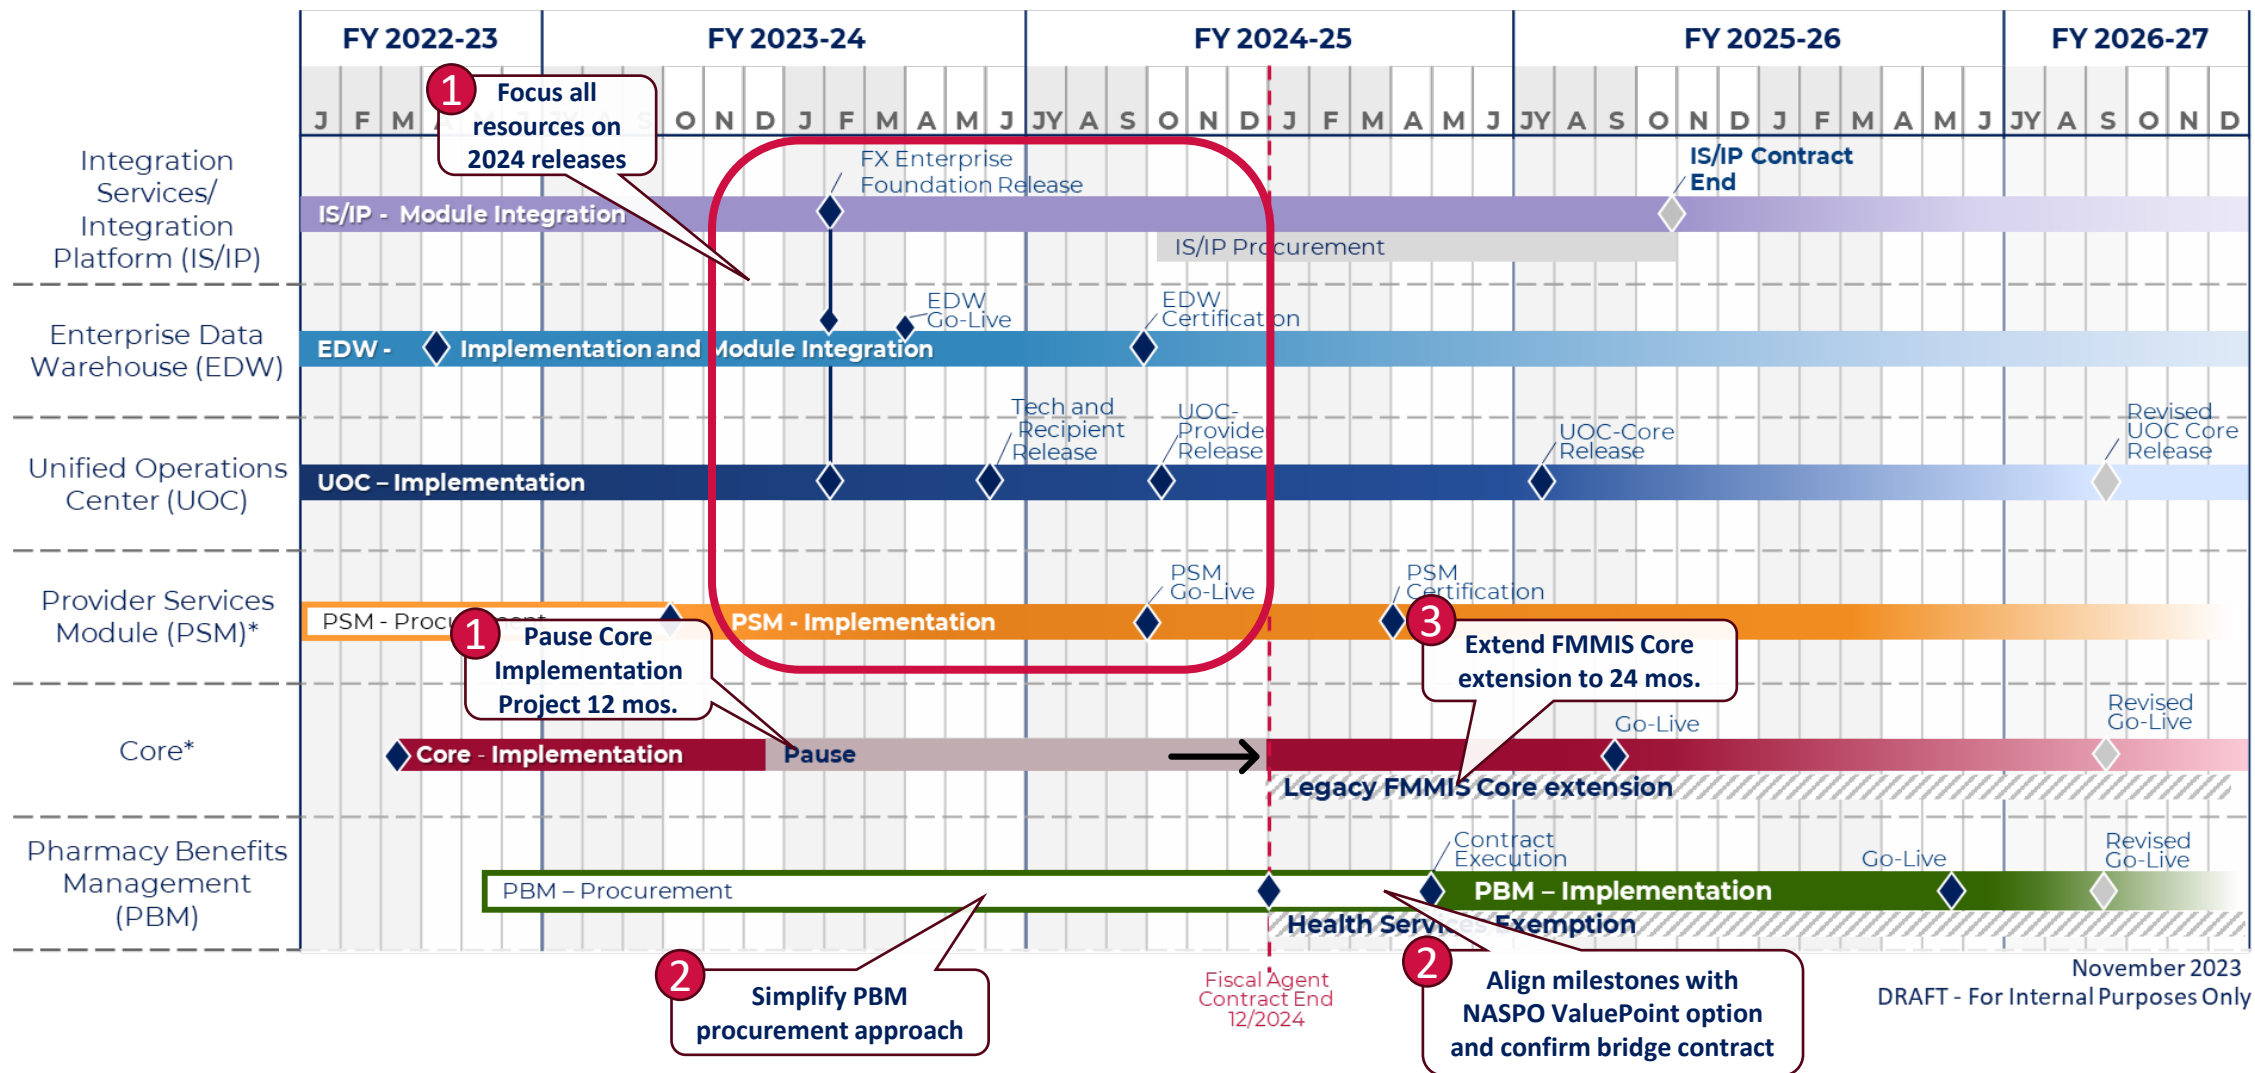 FY 2022-23
FY 2023-24
FY 2024-25
FY 2025-26
FY 2026-27
J F M A O N D J F M A M J JY A S O N D J F M A M J JY A S O N D J F M A M J JY A S O N D
1
Focus all
resources on
2024 releases
Integration
Services/
Integration
Platform (IS/IP)
FX Enterprise
Foundation Release
IS/IP Contract
End
IS/IP - Module Integration
IS/IP Procurement
Enterprise Data
Warehouse (EDW)
EDW
Go-Live
EDW
Certification
EDW - Implementation and Module Integration
Unified Operations
Center (UOC)
Tech and
Recipient
Release
UOC-
Provider
Release
UOC-Core
Release
Revised
UOC Core
Release
UOC – Implementation
Provider Services
Module (PSM)*
PSM
Go-Live
PSM
Certification
PSM - Procurement
PSM - Implementation
1
Pause Core
Implementation
Project 12 mos.
3
Extend FMMIS Core
extension to 24 mos.
Core*
Go-Live
Revised
Go-Live
Core - Implementation
Pause
Legacy FMMIS Core extension
Pharmacy Benefits
Management
(PBM)
Contract
Execution
Go-Live
Revised
Go-Live
PBM – Procurement
PBM – Implementation
Health Services Exemption
2
Simplify PBM
procurement approach
Fiscal Agent
Contract End
12/2024
2
Align milestones with
NASPO ValuePoint option
and confirm bridge contract
November 2023
DRAFT - For Internal Purposes Only